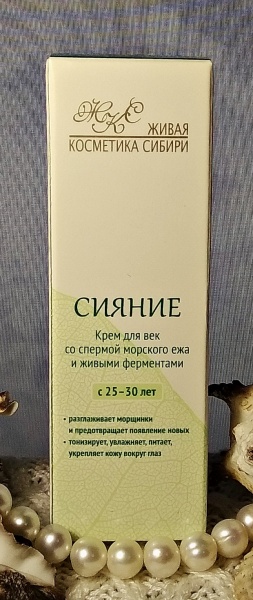 ЖКС ЖИВАЯ
КОСМЕТИКА СИБИРИ
СИЯНИЕ
Крем для век
со спермой морского ежа
и живыми ферментами
с 25–30 лет
• разглаживает морщинки
и предотвращает появление новых
• тонизирует, увлажняет, питает,
укрепляет кожу вокруг глаз